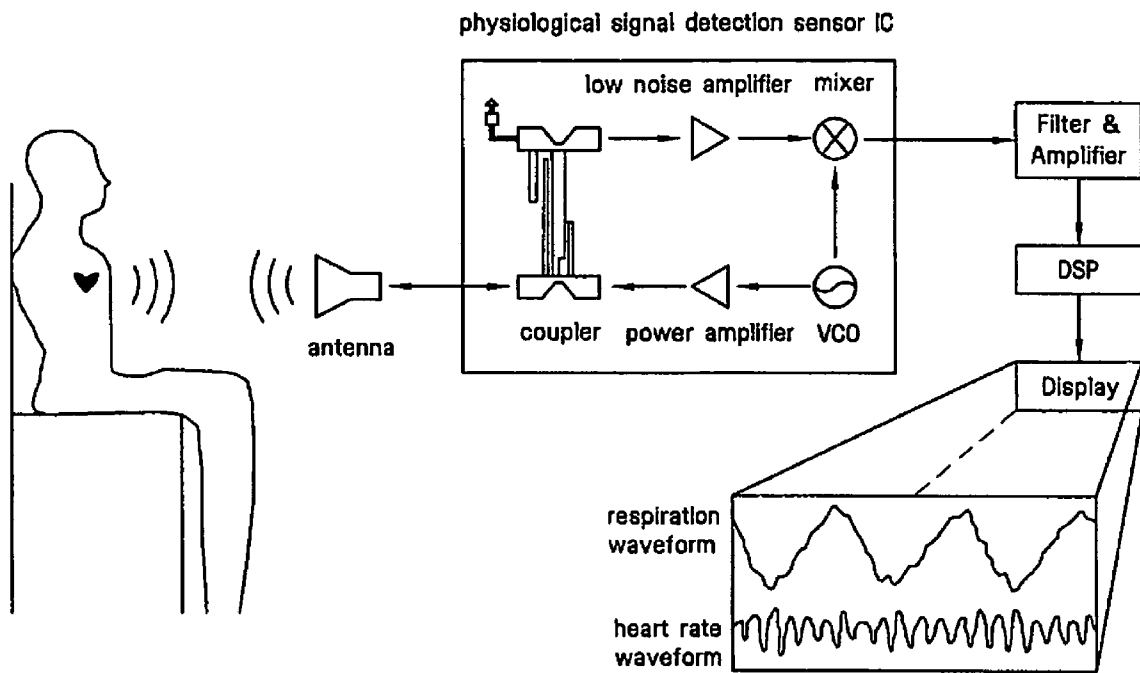 physiological signal detection sensor IC
low noise amplifier
mixer
Filter &
Amplifier
DSP
antenna
coupler
power amplifier
VCO
Display
respiration
waveform
heart rate
waveform